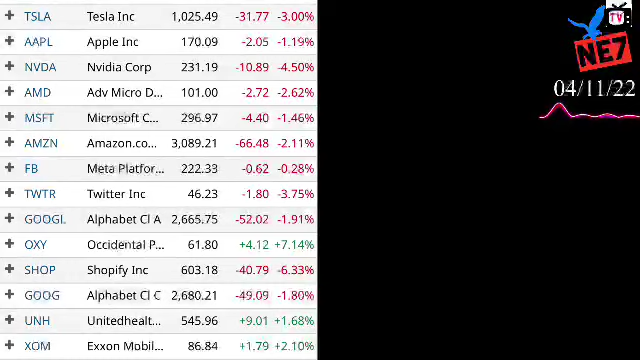 TSLA Tesla Inc 1,025.49 -31.77 -3.00%
AAPL Apple Inc 170.09 -2.05 -1.19%
NVDA Nvidia Corp 231.19 -10.89 -4.50%
AMD Adv Micro D... 101.00 -2.72 -2.62%
MSFT Microsoft C... 296.97 -4.40 -1.46%
AMZN Amazon.co... 3,089.21 -66.48 -2.11%
FB Meta Platfor... 222.33 -0.62 -0.28%
TWTR Twitter Inc 46.23 -1.80 -3.75%
GOOGL Alphabet Cl A 2,665.75 -52.02 -1.91%
OXY Occidental P... 61.80 +4.12 +7.14%
SHOP Shopify Inc 603.18 -40.79 -6.33%
GOOG Alphabet Cl C 2,680.21 -49.09 -1.80%
UNH Unitedhealt... 545.96 +9.01 +1.68%
XOM Exxon Mobil... 86.84 +1.79 +2.10%
TV
NE7
04/11/22